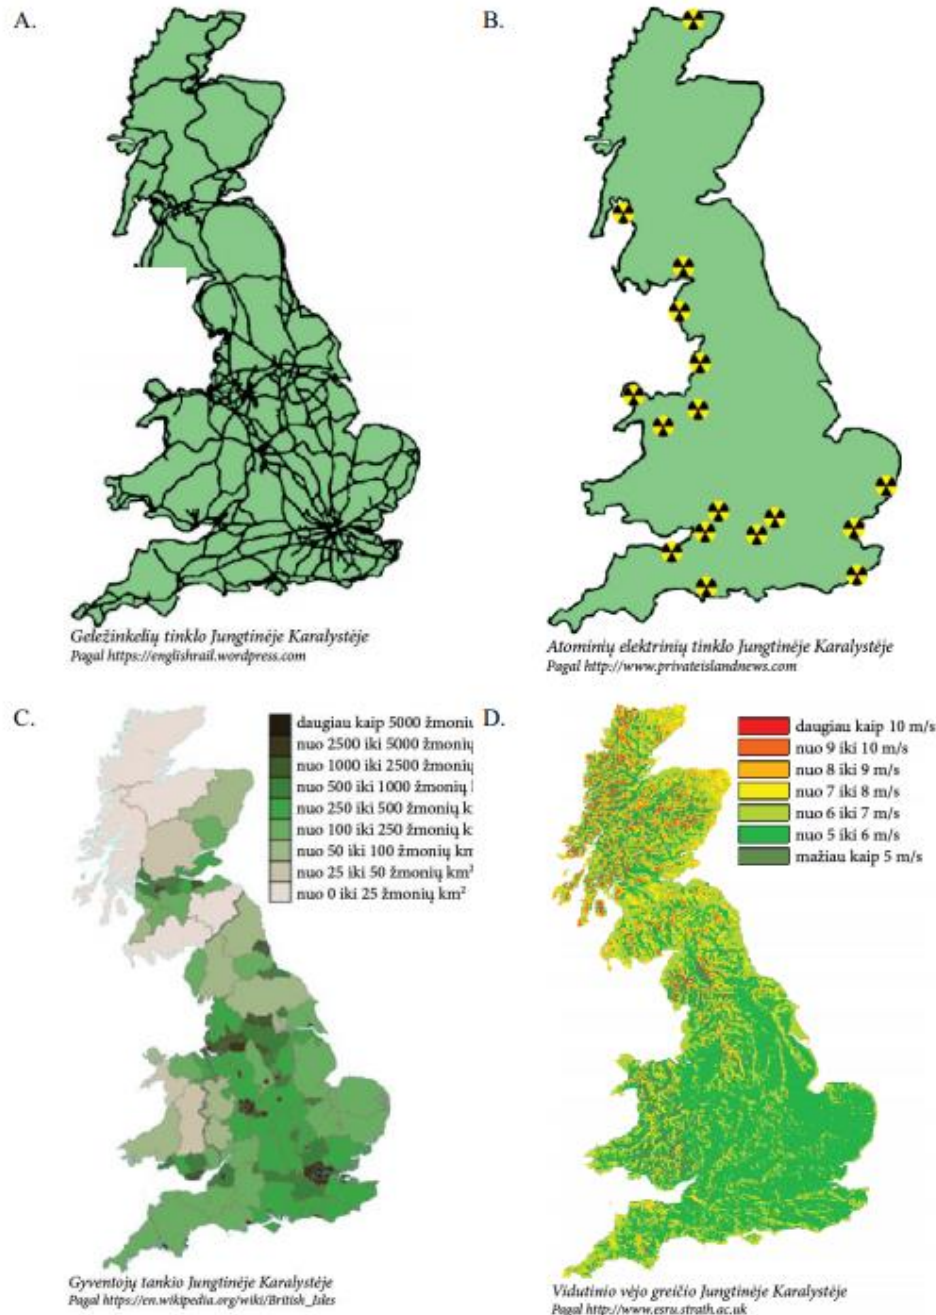 A.
B.
Geležinkelių tinklo Jungtinėje Karalystėje
Pagal https://englishrail.wordpress.com
Atominių elektrinių tinklo Jungtinėje Karalystėje
Pagal http://www.privateislandnews.com
C.
daugiau kaip 5000 žmonių
nuo 2500 iki 5000 žmonių
nuo 1000 iki 2500 žmonių
nuo 500 iki 1000 žmonių
nuo 250 iki 500 žmonių k
nuo 100 iki 250 žmonių k
nuo 50 iki 100 žmonių km
nuo 25 iki 50 žmonių km²
nuo 0 iki 25 žmonių km²
D.
daugiau kaip 10 m/s
nuo 9 iki 10 m/s
nuo 8 iki 9 m/s
nuo 7 iki 8 m/s
nuo 6 iki 7 m/s
nuo 5 iki 6 m/s
mažiau kaip 5 m/s
Gyventojų tankio Jungtinėje Karalystėje
Pagal https://en.wikipedia.org/wiki/British_Isles
Vidutinio vėjo greičio Jungtinėje Karalystėje
Pagal http://www.esru.strath.ac.uk